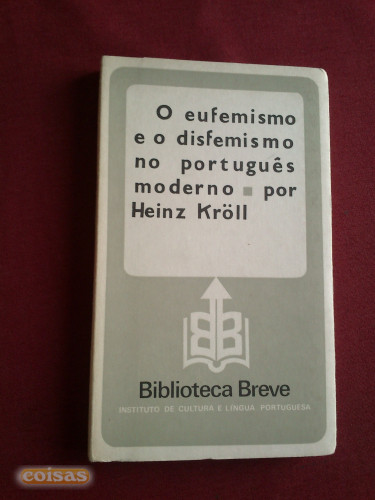 O eufemismo
e o disfemismo
no português
moderno ▪ por
Heinz Kröll
BB
Biblioteca Breve
INSTITUTO DE CULTURA E LÍNGUA PORTUGUESA
coisas